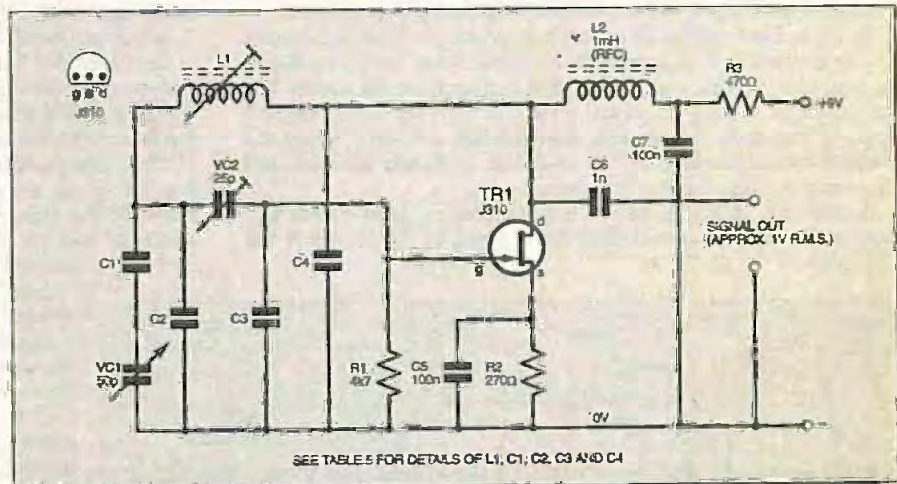 L1
g s d
J310
L2
1mH
(RFC)
R3
470Ω
+9V
VC2
25p
C7
100n
C6
1n
TR1
J310
d
g
s
SIGNAL OUT
(APPROX. 1V R.M.S.)
C1
C4
C2
C3
VC1
50p
R1
4k7
C5
100n
R2
270Ω
0V
SEE TABLE 5 FOR DETAILS OF L1, C1, C2, C3 AND C4